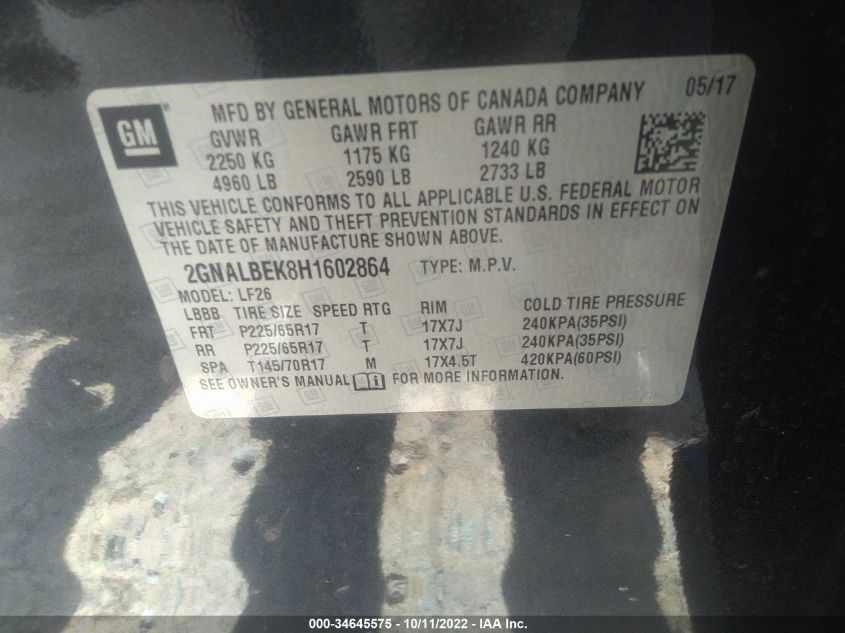 GM
MFD BY GENERAL MOTORS OF CANADA COMPANY 05/17
GVWR GAWR FRT GAWR RR
2250 KG 1175 KG 1240 KG
4960 LB 2590 LB 2733 LB
THIS VEHICLE CONFORMS TO ALL APPLICABLE U.S. FEDERAL MOTOR
VEHICLE SAFETY AND THEFT PREVENTION STANDARDS IN EFFECT ON
THE DATE OF MANUFACTURE SHOWN ABOVE.
2GNALBEK8H1602864 TYPE: M.P.V.
MODEL: LF26
LBBB TIRE SIZE SPEED RTG RIM COLD TIRE PRESSURE
FRT P225/65R17 T 17X7J 240KPA(35PSI)
RR P225/65R17 T 17X7J 240KPA(35PSI)
SPA T145/70R17 M 17X4.5T 420KPA(60PSI)
SEE OWNER'S MANUAL FOR MORE INFORMATION.
000-34645575 - 10/11/2022 - IAA Inc.